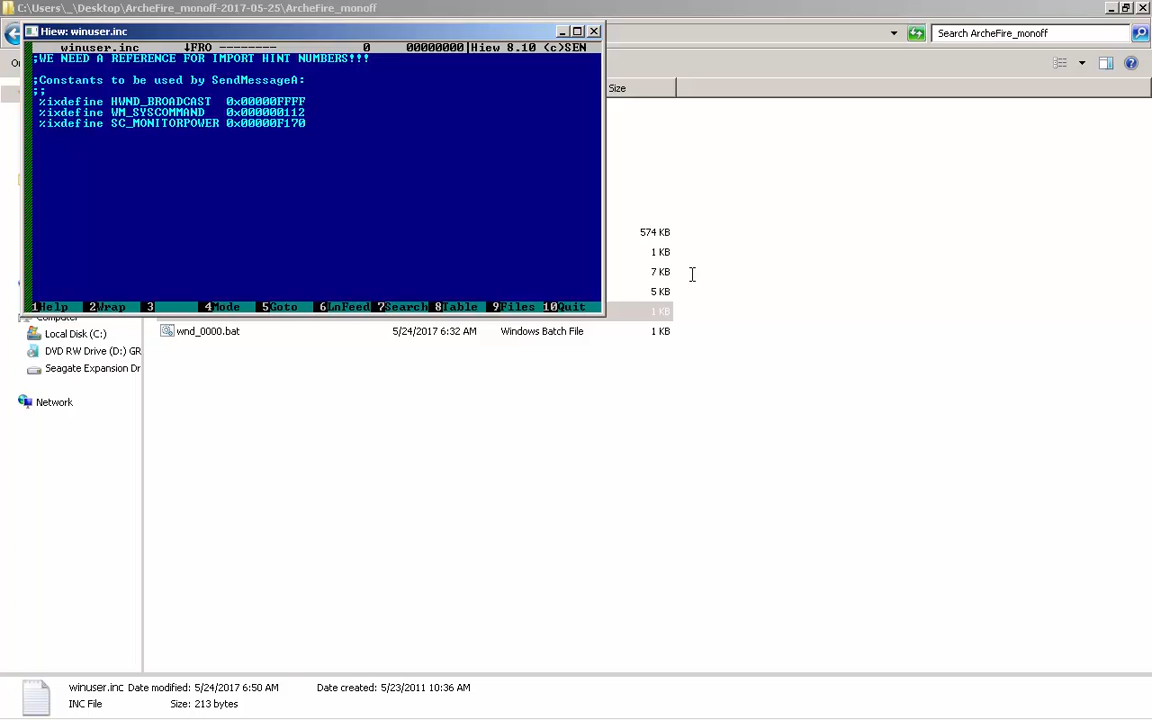 C:\Users\_\Desktop\ArcheFire_monoff-2017-05-25\ArcheFire_monoff
Hiew: winuser.inc
Search ArcheFire_monoff
winuser.inc ↓FRO -------- 0 00000000|Hiew 8.10 (c)SEN
;WE NEED A REFERENCE FOR IMPORT HINT NUMBERS!!!
;Constants to be used by SendMessageA:
;;
%ixdefine HWND_BROADCAST 0x0000FFFF
%ixdefine WM_SYSCOMMAND 0x00000112
%ixdefine SC_MONITORPOWER 0x0000F170
Size
574 KB
1 KB
7 KB
5 KB
1 KB
1Help 2Wrap 3 4Mode 5Goto 6LnFeed 7Search 8Table 9Files 10Quit
Computer
wnd_0000.bat 5/24/2017 6:32 AM Windows Batch File 1 KB
Local Disk (C:)
DVD RW Drive (D:) GR
Seagate Expansion Dr
Network
winuser.inc Date modified: 5/24/2017 6:50 AM Date created: 5/23/2011 10:36 AM
INC File Size: 213 bytes